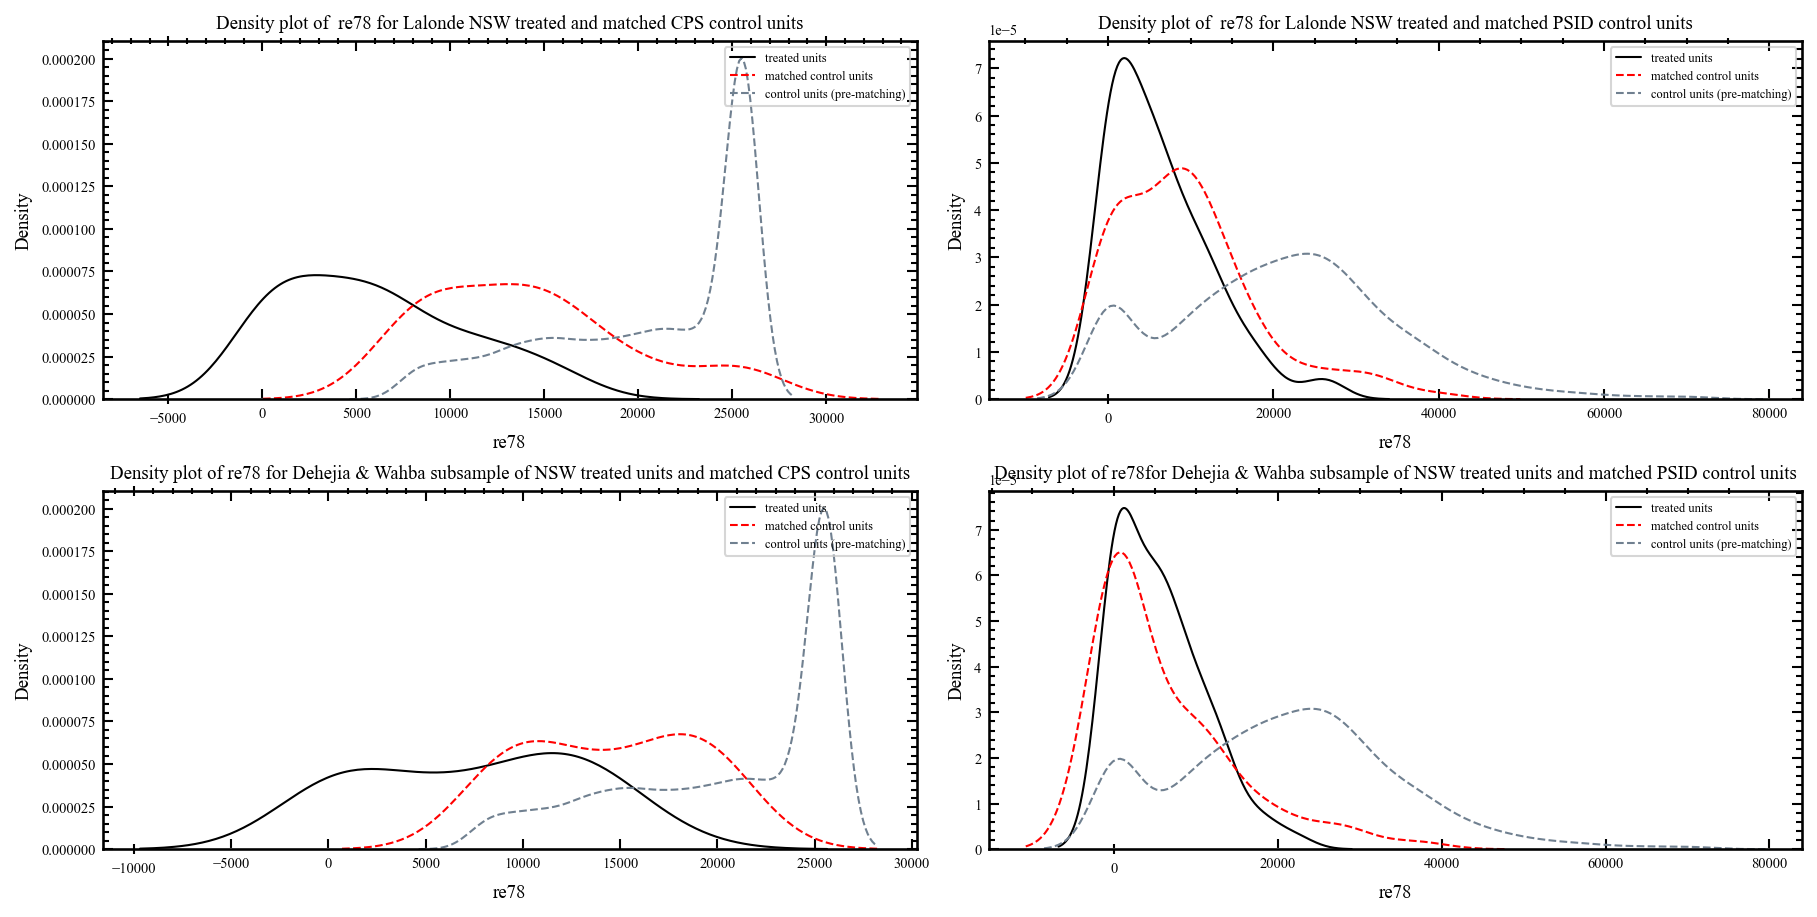 Density plot of  re78 for Lalonde NSW treated and matched CPS control units
0.000200
0.000175
0.000150
0.000125
0.000100
0.000075
0.000050
0.000025
0.000000
Density
treated units
matched control units
control units (pre-matching)
−5000 0 5000 10000 15000 20000 25000 30000
re78
Density plot of  re78 for Lalonde NSW treated and matched PSID control units
1e−5
7
6
5
4
3
2
1
0
Density
treated units
matched control units
control units (pre-matching)
0 20000 40000 60000 80000
re78
Density plot of re78 for Dehejia & Wahba subsample of NSW treated units and matched CPS control units
0.000200
0.000175
0.000150
0.000125
0.000100
0.000075
0.000050
0.000025
0.000000
Density
treated units
matched control units
control units (pre-matching)
−10000 −5000 0 5000 10000 15000 20000 25000 30000
re78
Density plot of re78for Dehejia & Wahba subsample of NSW treated units and matched PSID control units
1e−5
7
6
5
4
3
2
1
0
Density
treated units
matched control units
control units (pre-matching)
0 20000 40000 60000 80000
re78